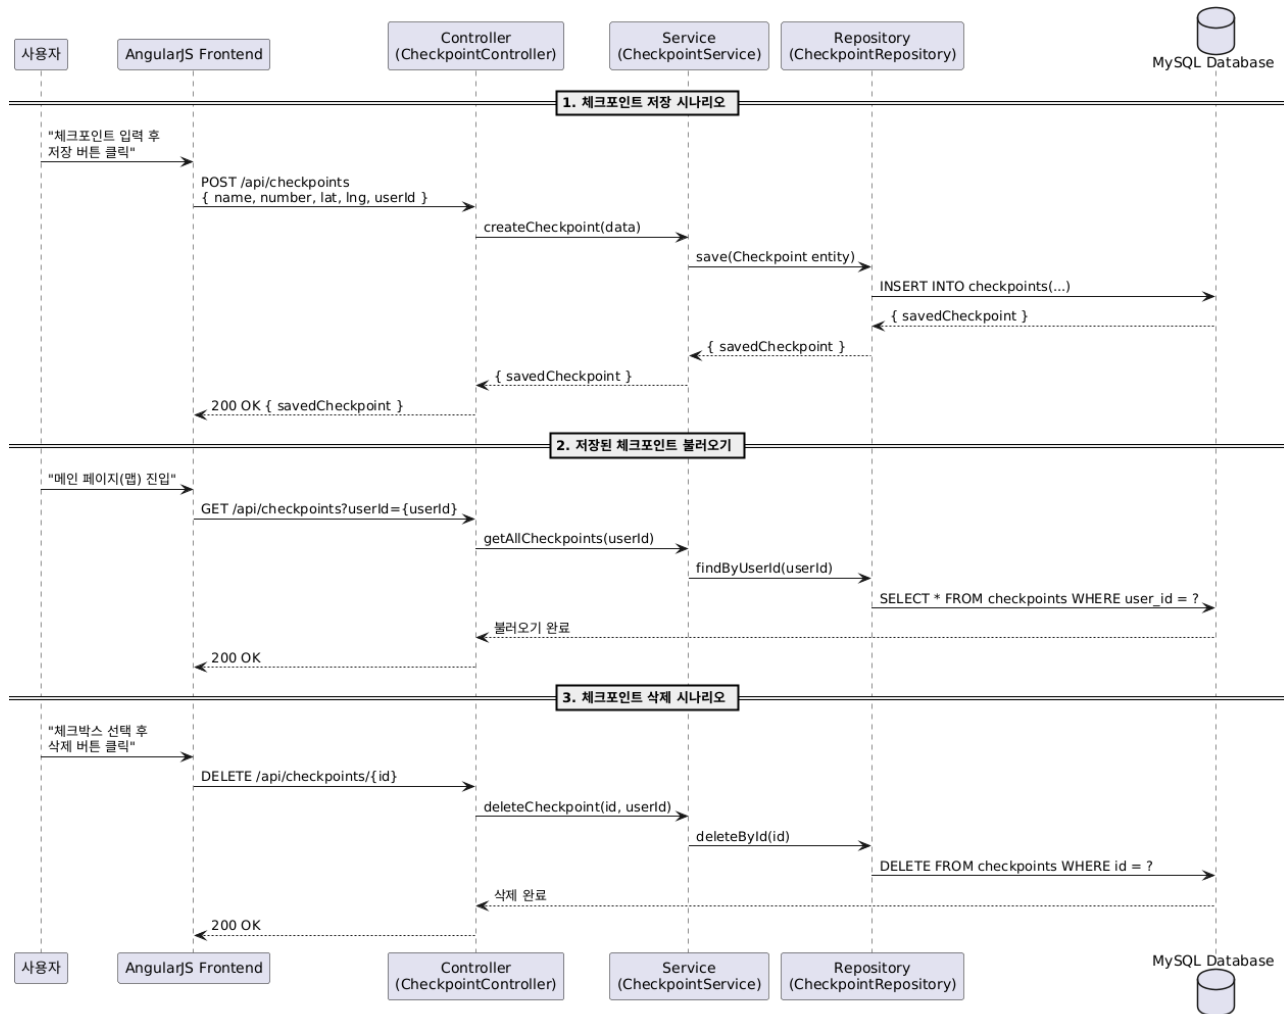 사용자
AngularJS Frontend
Controller
(CheckpointController)
Service
(CheckpointService)
Repository
(CheckpointRepository)
MySQL Database
1. 체크포인트 저장 시나리오
"체크포인트 입력 후
저장 버튼 클릭"
POST /api/checkpoints
{ name, number, lat, lng, userId }
createCheckpoint(data)
save(Checkpoint entity)
INSERT INTO checkpoints(...)
{ savedCheckpoint }
{ savedCheckpoint }
{ savedCheckpoint }
200 OK { savedCheckpoint }
2. 저장된 체크포인트 불러오기
"메인 페이지(맵) 진입"
GET /api/checkpoints?userId={userId}
getAllCheckpoints(userId)
findByUserId(userId)
SELECT * FROM checkpoints WHERE user_id = ?
불러오기 완료
200 OK
3. 체크포인트 삭제 시나리오
"체크박스 선택 후
삭제 버튼 클릭"
DELETE /api/checkpoints/{id}
deleteCheckpoint(id, userId)
deleteById(id)
DELETE FROM checkpoints WHERE id = ?
삭제 완료
200 OK
사용자
AngularJS Frontend
Controller
(CheckpointController)
Service
(CheckpointService)
Repository
(CheckpointRepository)
MySQL Database